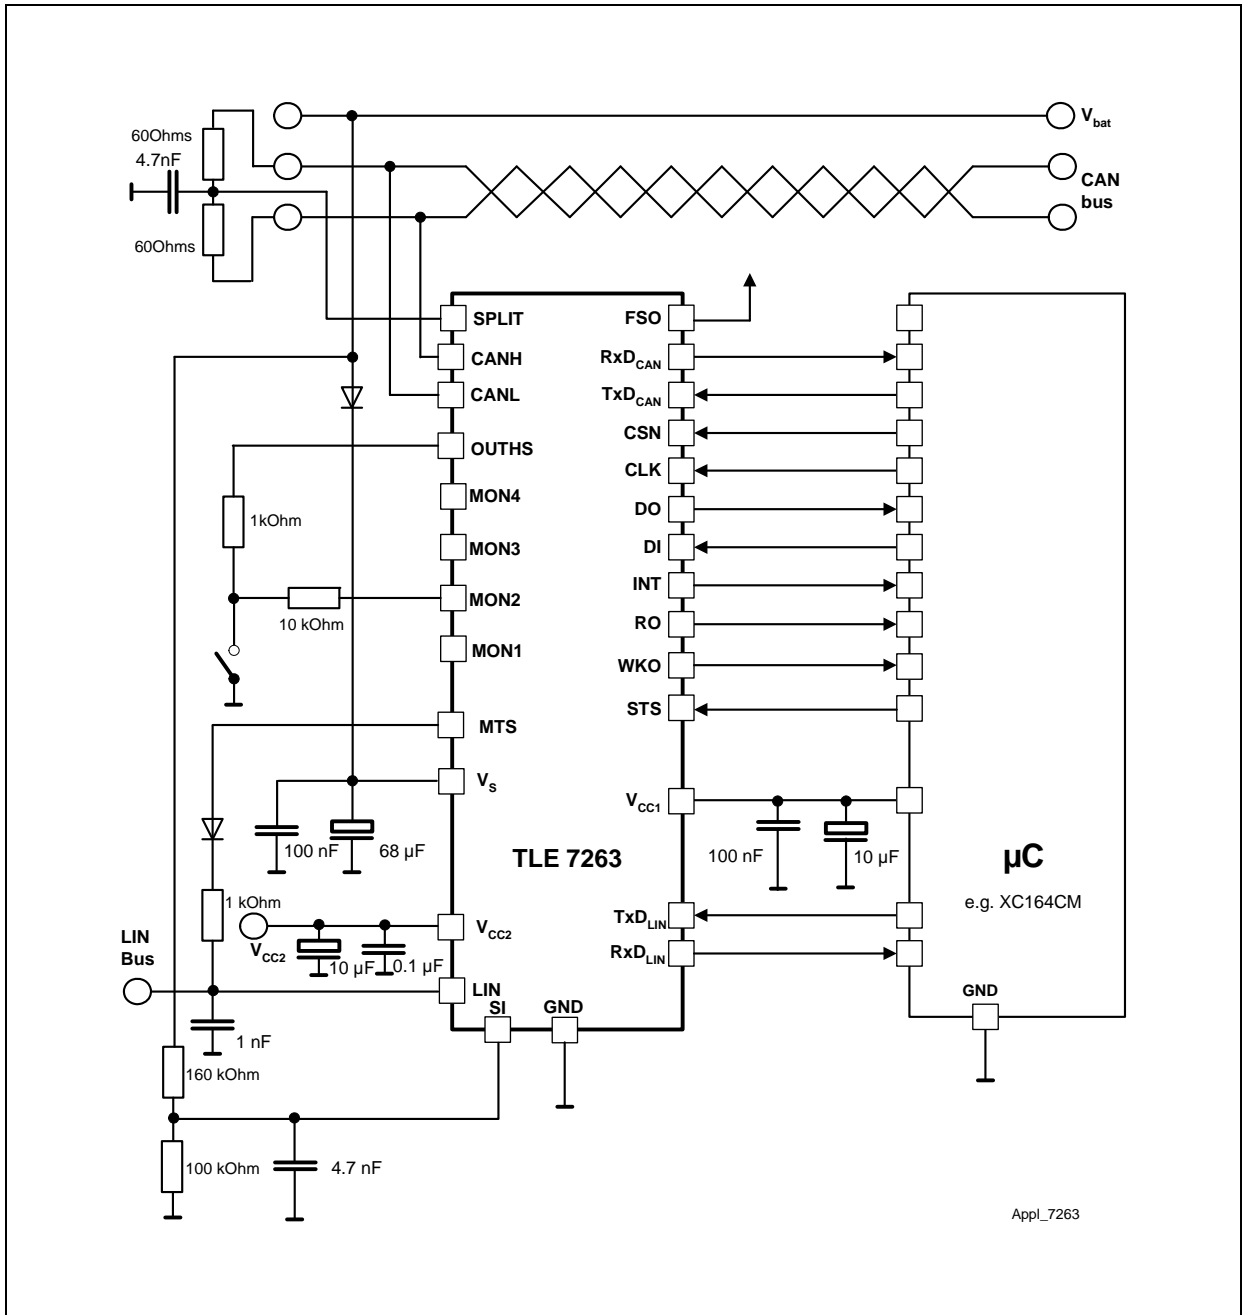 V_bat
60Ohms
4.7nF
CAN
bus
60Ohms
SPLIT
FSO
CANH
RxD_CAN
CANL
TxD_CAN
CSN
OUTHS
CLK
MON4
DO
1kOhm
MON3
DI
INT
MON2
10 kOhm
RO
MON1
WKO
STS
MTS
V_S
V_CC1
100 nF
68 µF
TLE 7263
100 nF
10 µF
µC
e.g. XC164CM
1 kOhm
TxD_LIN
LIN
Bus
V_CC2
V_CC2
RxD_LIN
10 µF
0.1 µF
LIN
SI
GND
GND
1 nF
160 kOhm
100 kOhm
4.7 nF
Appl_7263